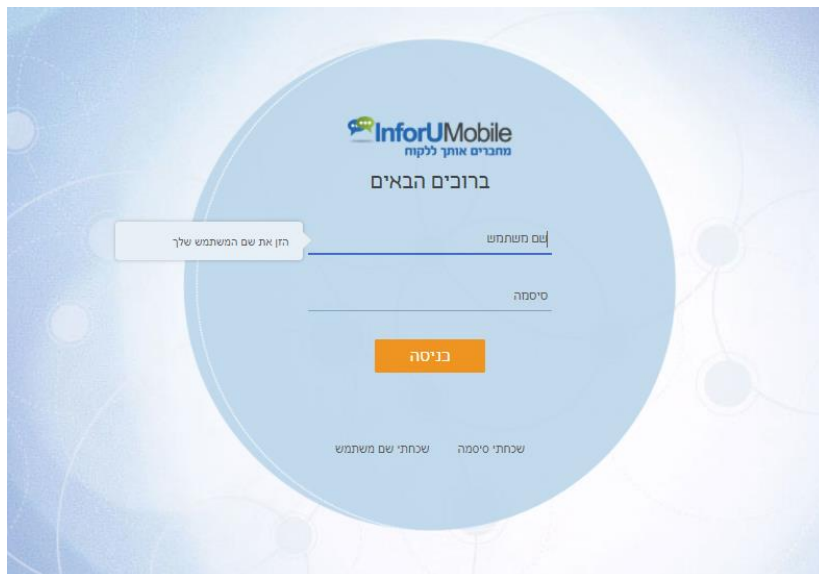 InforUMobile
מחברים אותך ללקוח
ברוכים הבאים
שם משתמש
הזן את שם המשתמש שלך
סיסמה
כניסה
שכחתי סיסמה
שכחתי שם משתמש